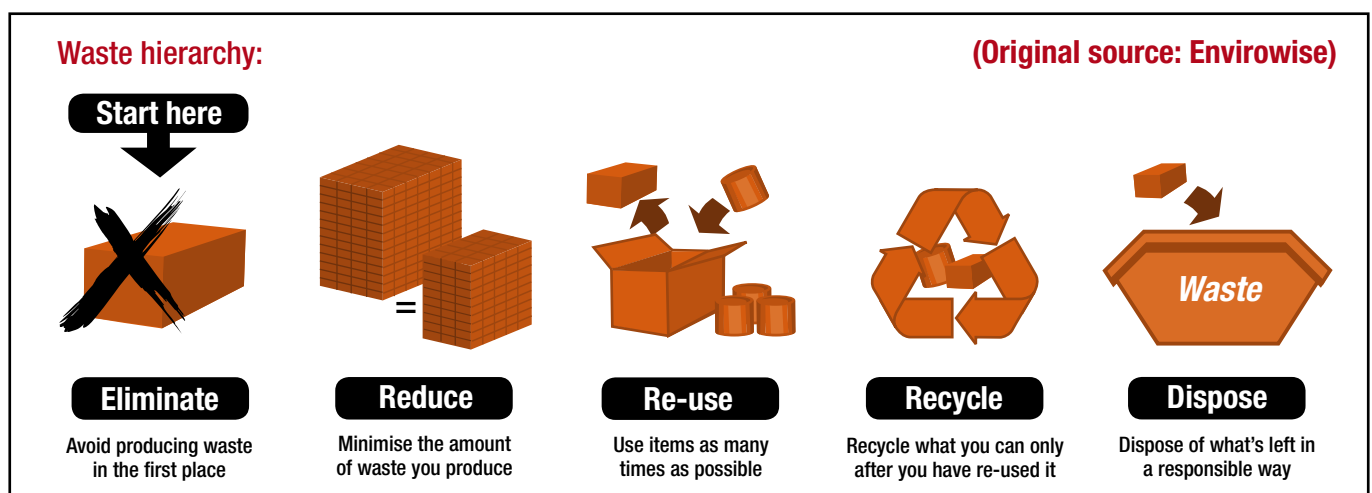 Waste hierarchy:
(Original source: Envirowise)
Start here
=
Waste
Eliminate
Avoid producing waste
in the first place
Reduce
Minimise the amount
of waste you produce
Re-use
Use items as many
times as possible
Recycle
Recycle what you can only
after you have re-used it
Dispose
Dispose of what’s left in
a responsible way